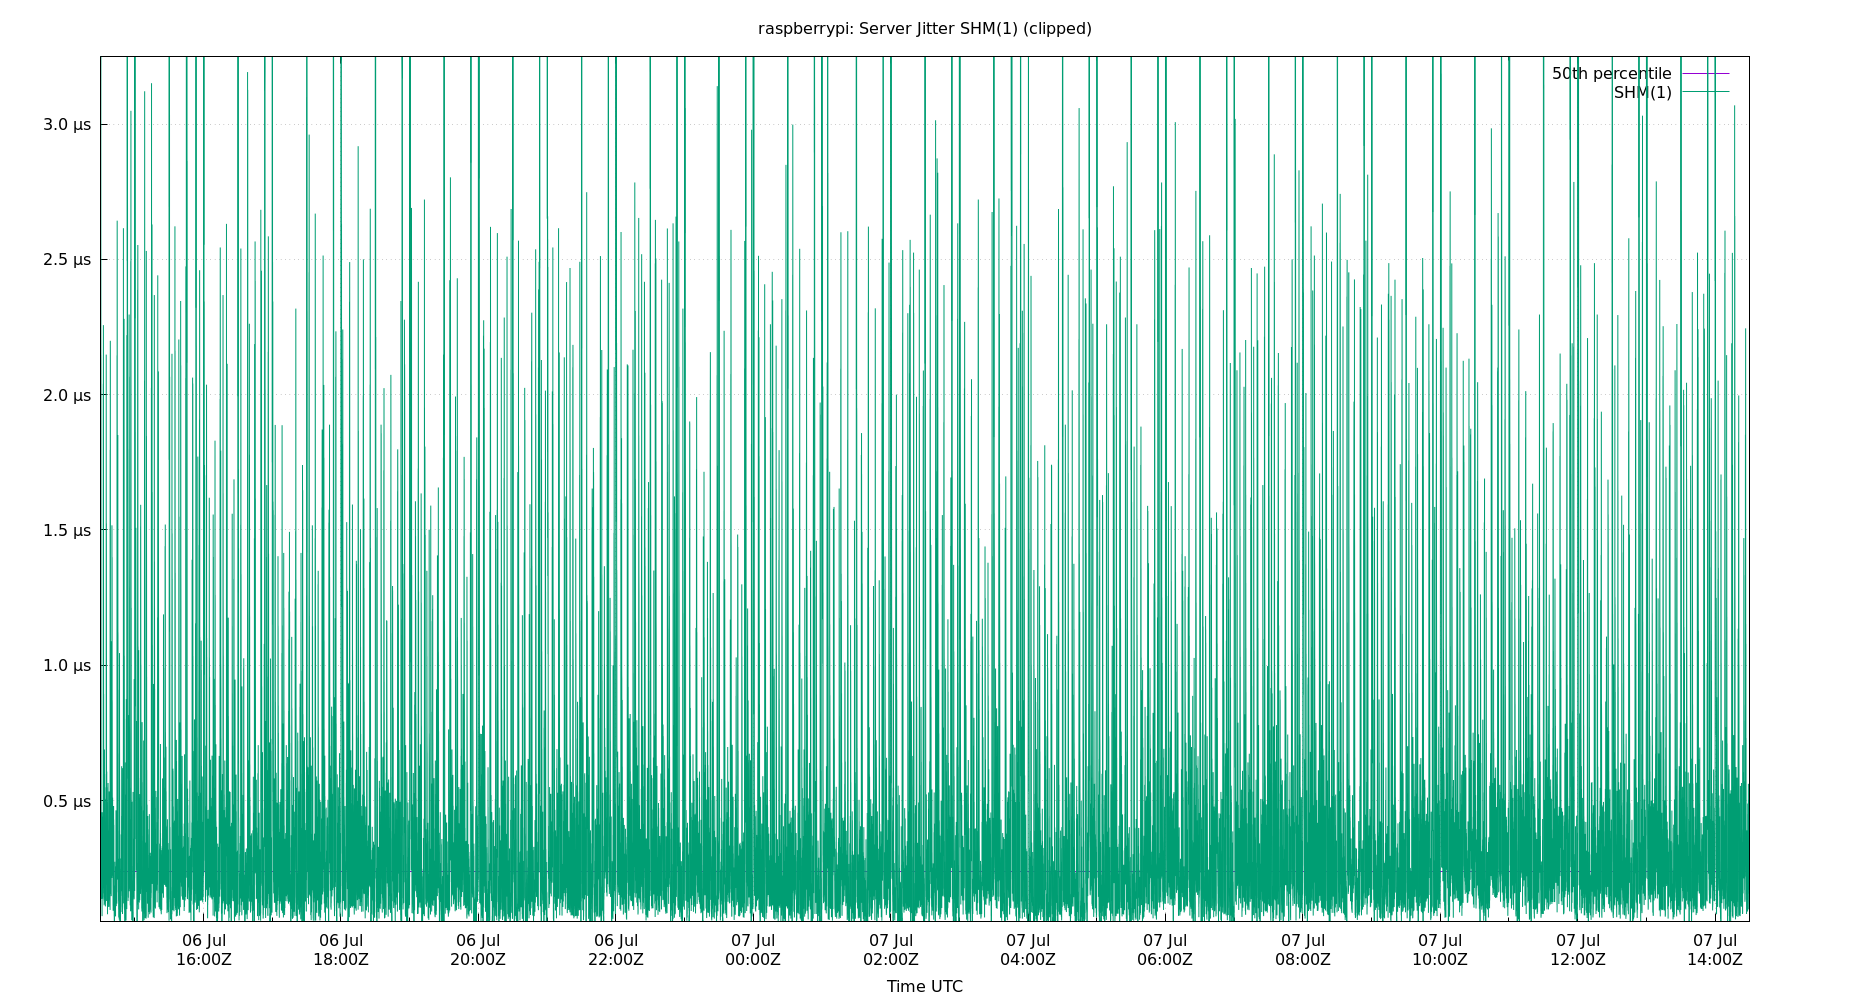 raspberrypi: Server Jitter SHM(1) (clipped)
50th percentile
SHM(1)
3.0 µs
2.5 µs
2.0 µs
1.5 µs
1.0 µs
0.5 µs
06 Jul 06 Jul 06 Jul 06 Jul 07 Jul 07 Jul 07 Jul 07 Jul 07 Jul 07 Jul 07 Jul 07 Jul
16:00Z 18:00Z 20:00Z 22:00Z 00:00Z 02:00Z 04:00Z 06:00Z 08:00Z 10:00Z 12:00Z 14:00Z
Time UTC